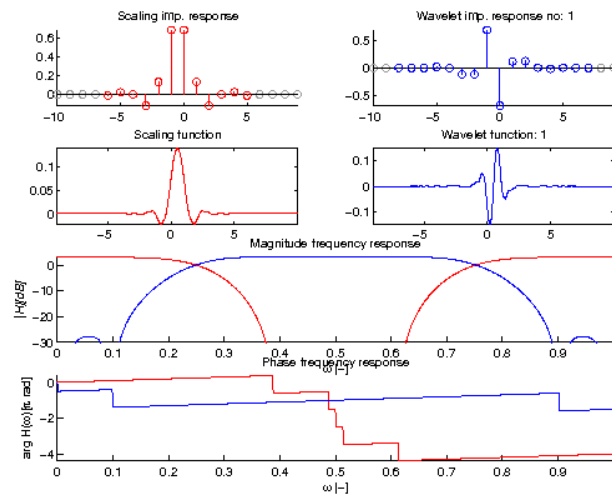 Scaling imp. response
Wavelet imp. response no: 1
0.6
0.4
0.2
0
−10 −5 0 5
0.5
0
−0.5
−10 −5 0 5
Scaling function
Wavelet function: 1
0.1
0.05
0
−5 0 5
0.1
0
−0.1
−5 0 5
Magnitude frequency response
|H|[dB]
0
−10
−20
−30
0 0.1 0.2 0.3 0.4 0.5 0.6 0.7 0.8 0.9
ω [−]
Phase frequency response
arg H(ω)[π rad]
0
−2
−4
0 0.1 0.2 0.3 0.4 0.5 0.6 0.7 0.8 0.9
ω [−]